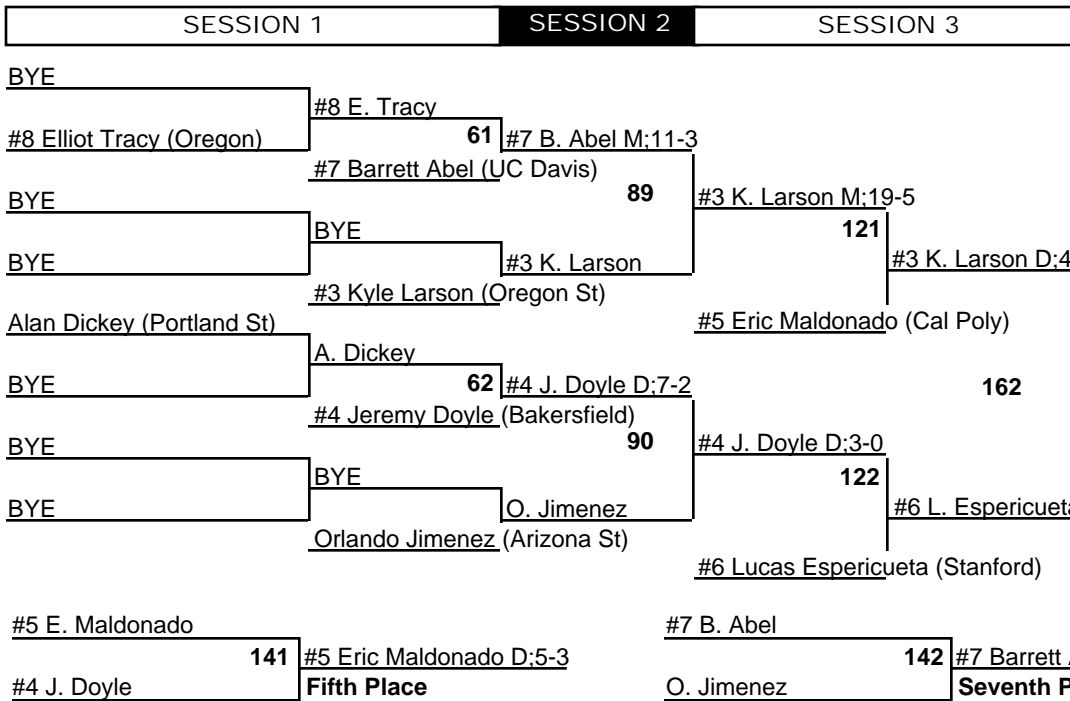 SESSION 1 SESSION 2 SESSION 3
BYE
#8 E. Tracy
#8 Elliot Tracy (Oregon) 61 #7 B. Abel M;11-3
#7 Barrett Abel (UC Davis)
BYE 89 #3 K. Larson M;19-5
BYE 121
BYE #3 K. Larson #3 K. Larson D;4
#3 Kyle Larson (Oregon St)
Alan Dickey (Portland St) #5 Eric Maldonado (Cal Poly)
A. Dickey
BYE 62 #4 J. Doyle D;7-2 162
#4 Jeremy Doyle (Bakersfield)
BYE 90 #4 J. Doyle D;3-0
BYE 122
BYE O. Jimenez #6 L. Espericueta
Orlando Jimenez (Arizona St)
#6 Lucas Espericueta (Stanford)
#5 E. Maldonado #7 B. Abel
141 #5 Eric Maldonado D;5-3 142 #7 Barrett
#4 J. Doyle Fifth Place O. Jimenez Seventh